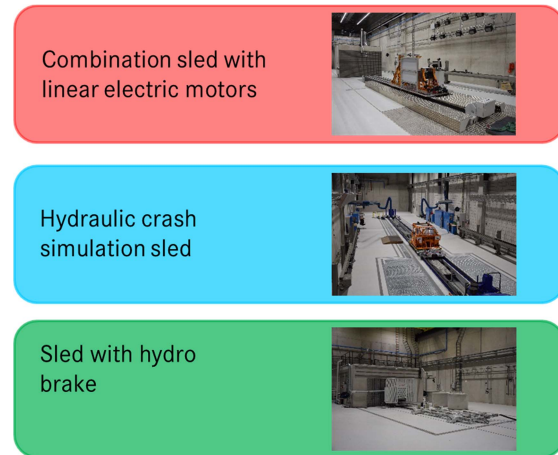 Combination sled with
linear electric motors
Hydraulic crash
simulation sled
Sled with hydro
brake